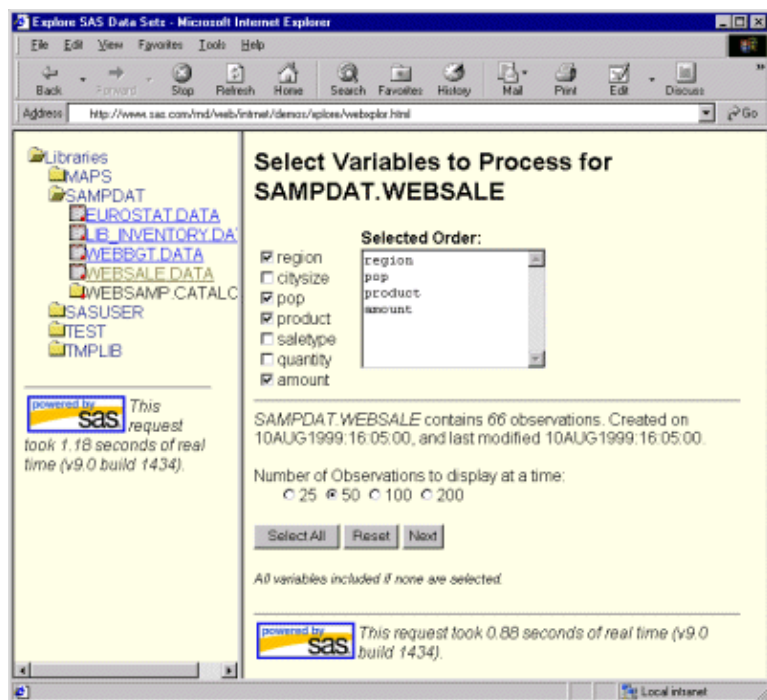 Explore SAS Data Sets - Microsoft Internet Explorer
File Edit View Favorites Tools Help
Back Forward Stop Refresh Home Search Favorites History Mail Print Edit Discuss
Address http://www.sas.com/rnd/web/intrnet/demos/xplore/webxplor.html Go
Libraries
MAPS
SAMPDAT
EUROSTAT.DATA
LIB_INVENTORY.DA
WEBBGT.DATA
WEBSALE.DATA
WEBSAMP.CATALC
SASUSER
TEST
TMPLIB
powered by
sas
This
request
took 1.18 seconds of real
time (v9.0 build 1434).
Select Variables to Process for
SAMPDAT.WEBSALE
Selected Order:
region
citysize
pop
product
saletype
quantity
amount
region
pop
product
amount
SAMPDAT.WEBSALE contains 66 observations. Created on
10AUG1999:16:05:00, and last modified 10AUG1999:16:05:00.
Number of Observations to display at a time:
25 50 100 200
Select All Reset Next
All variables included if none are selected.
powered by
sas
This request took 0.88 seconds of real time (v9.0
build 1434).
Local intranet